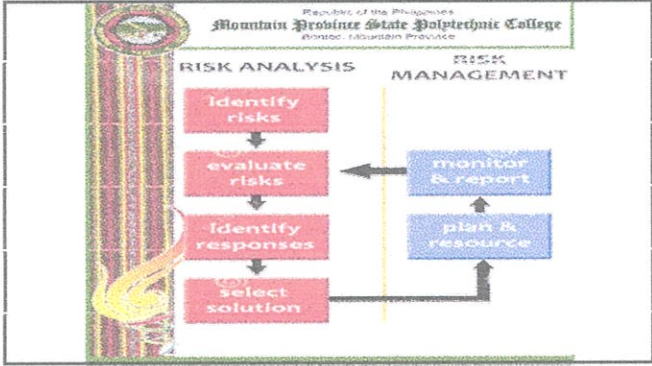 Republic of the Philippines
Mountain Province State Polytechnic College
Bontoc, Mountain Province
RISK ANALYSIS
RISK MANAGEMENT
identify
risks
evaluate
risks
identify
responses
select
solution
monitor
& report
plan &
resource